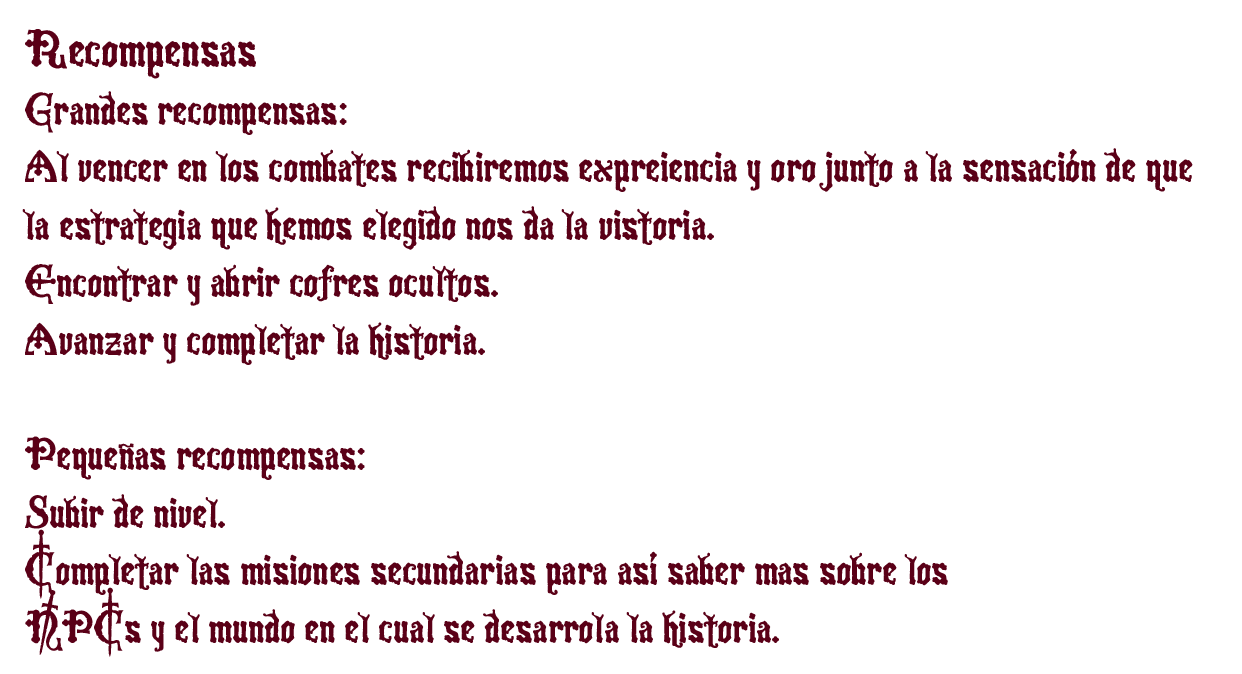 Recompensas
Grandes recompensas:
Al vencer en los combates recibiremos expreiencia y oro junto a la sensación de que
la estrategia que hemos elegido nos da la vistoria.
Encontrar y abrir cofres ocultos.
Avanzar y completar la historia.
Pequeñas recompensas:
Subir de nivel.
Completar las misiones secundarias para así saber mas sobre los
NPCs y el mundo en el cual se desarrola la historia.